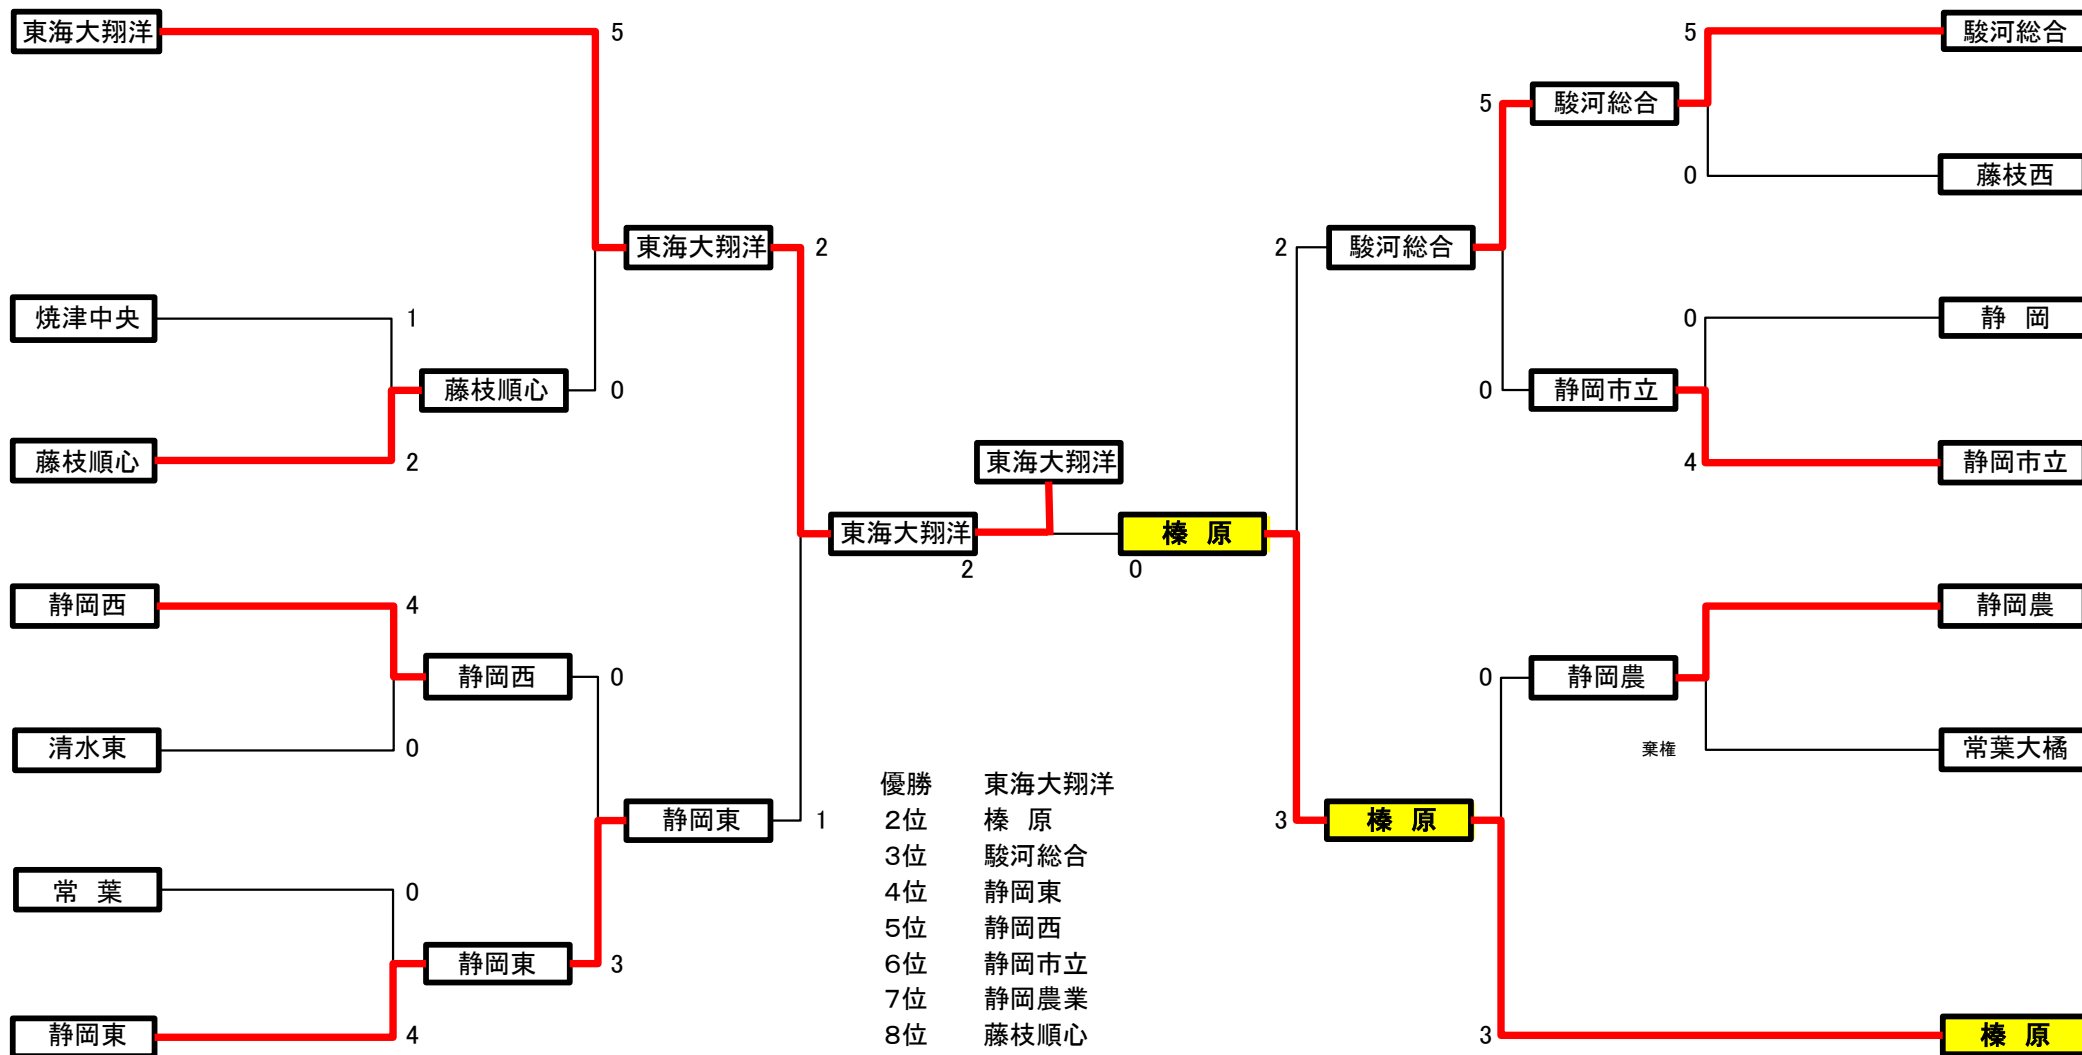 東海大翔洋 5 5 駿河総合
5 駿河総合
0 藤枝西
東海大翔洋 2 2 駿河総合
焼津中央 1 0 静 岡
藤枝順心 0 0 静岡市立
藤枝順心 2 東海大翔洋 4 静岡市立
東海大翔洋 榛 原
2 0
静岡西 4 静岡農
静岡西 0 0 静岡農
清水東 0 棄権 常葉大橘
優勝 東海大翔洋
静岡東 1 2位 榛 原 3 榛 原
3位 駿河総合
常 葉 0 4位 静岡東
5位 静岡西
静岡東 3 6位 静岡市立
7位 静岡農業
静岡東 4 8位 藤枝順心 3 榛 原